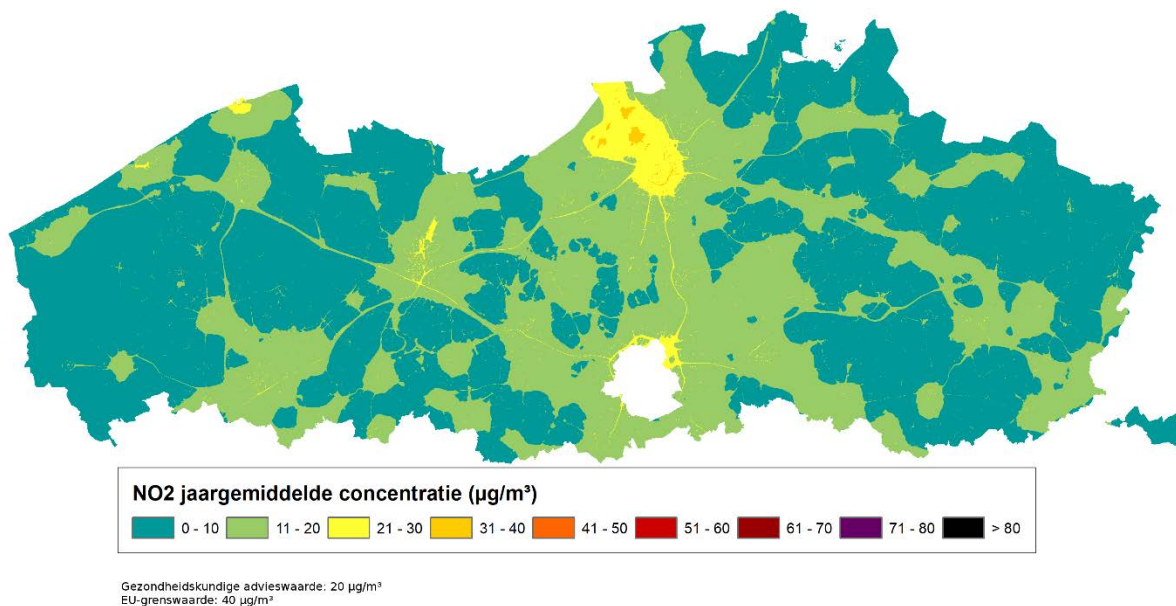 NO2 jaargemiddelde concentratie (µg/m³)
0 - 10 11 - 20 21 - 30 31 - 40 41 - 50 51 - 60 61 - 70 71 - 80 > 80
Gezondheidskundige advieswaarde: 20 µg/m³
EU-grenswaarde: 40 µg/m³